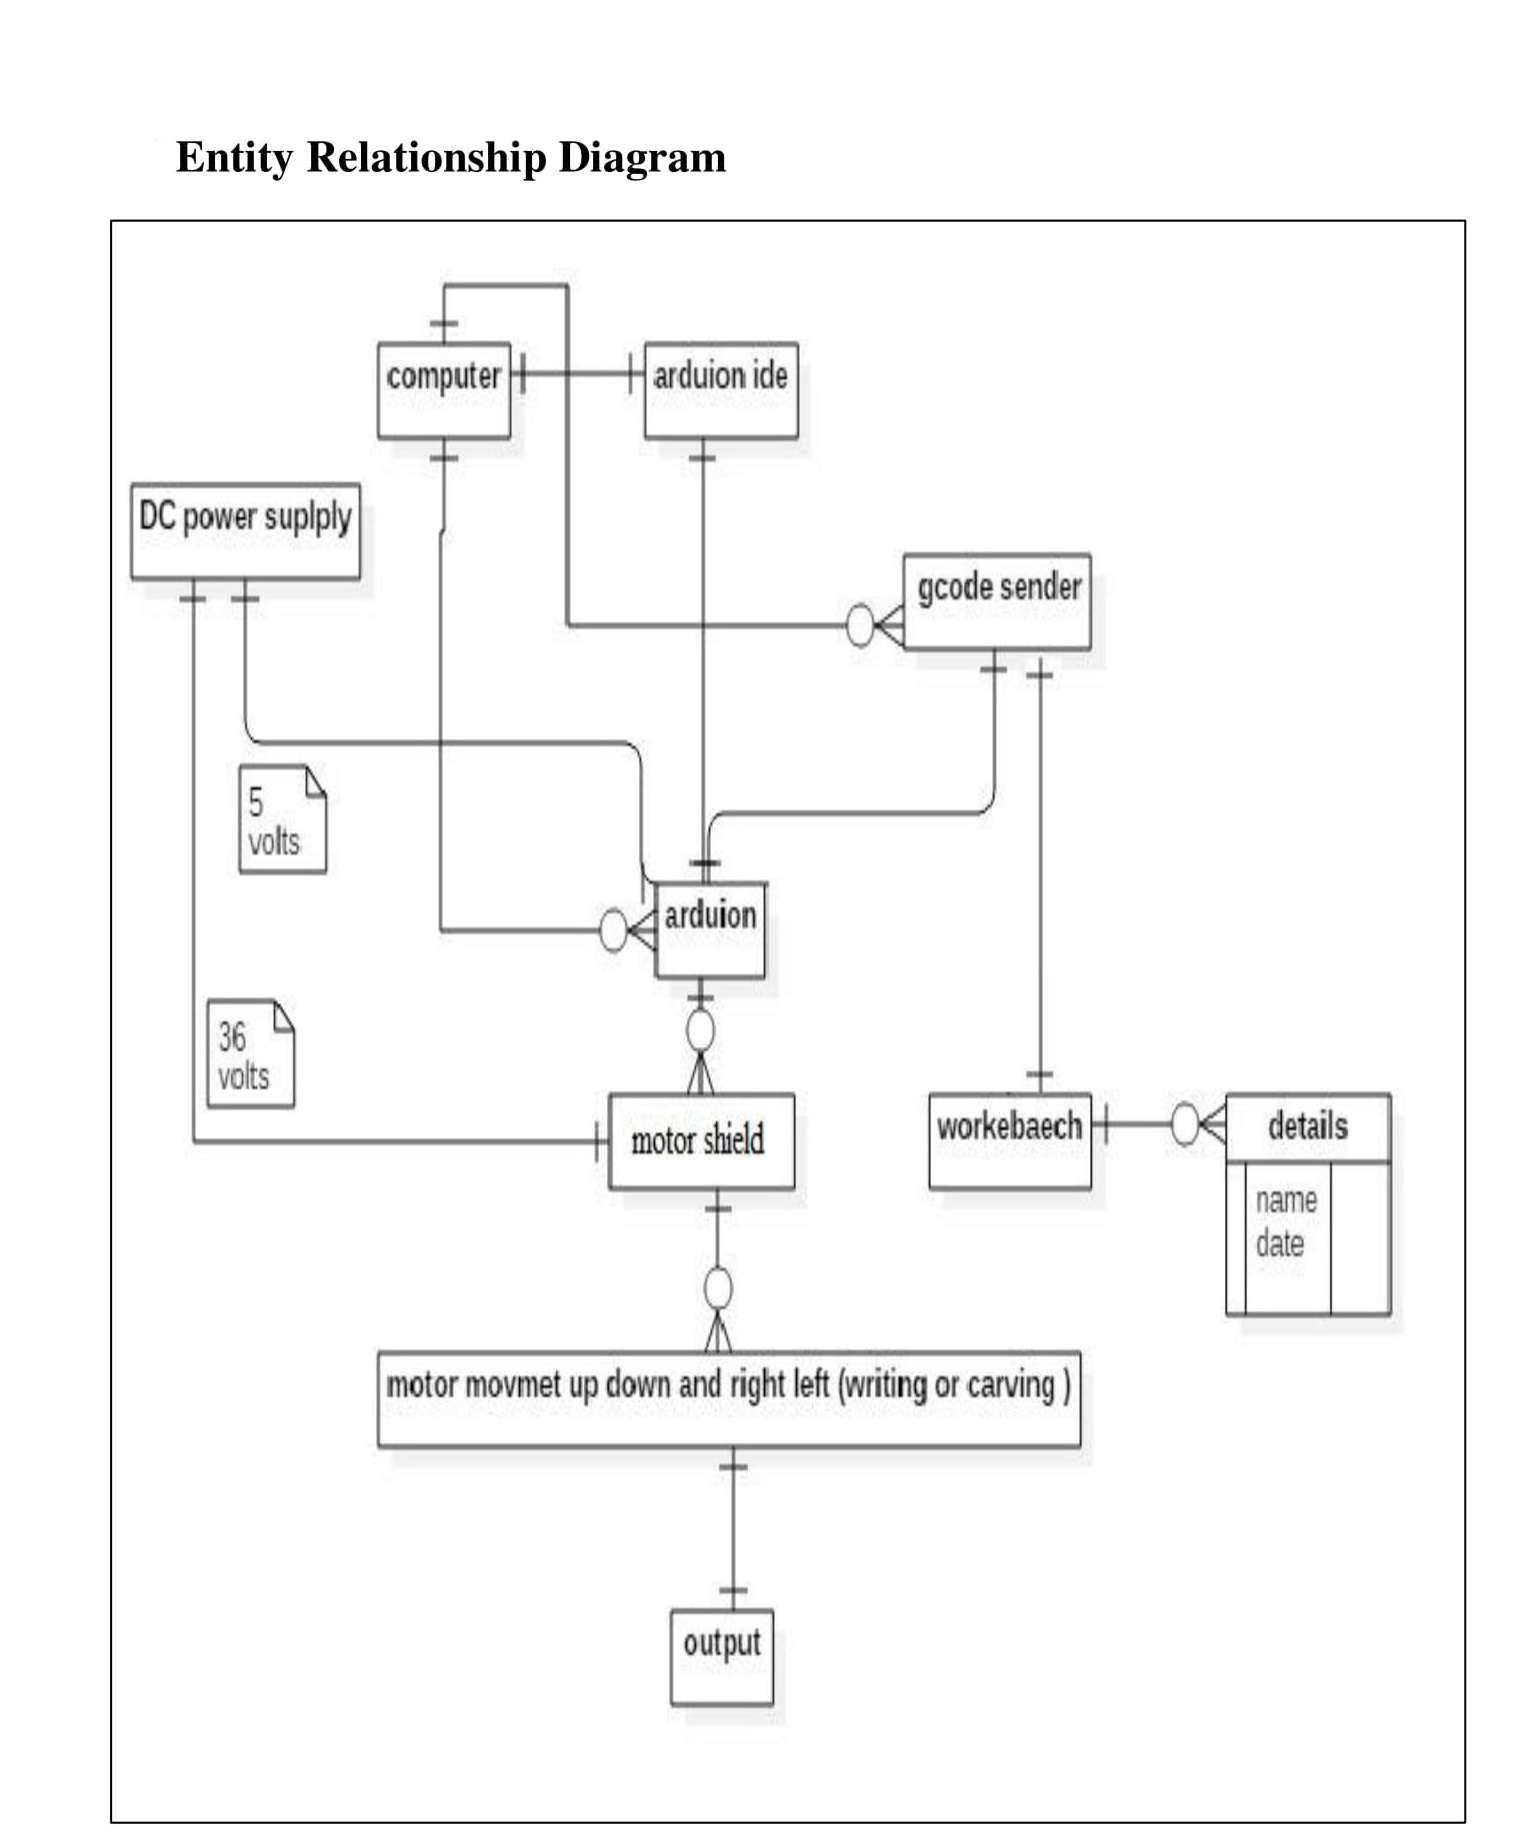 Entity Relationship Diagram
computer
arduion ide
DC power suplply
gcode sender
5
volts
arduion
36
volts
motor shield
workebaech
details
name
date
motor movmet up down and right left (writing or carving )
output